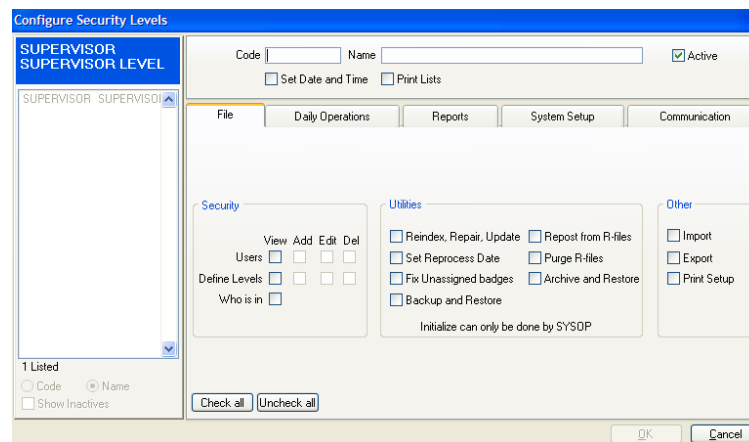 Configure Security Levels
SUPERVISOR
SUPERVISOR LEVEL
Code
Name
Active
Set Date and Time
Print Lists
SUPERVISOR
File
Daily Operations
Reports
System Setup
Communication
Security
View Add Edit Del
Users
Define Levels
Who is in
Utilities
Reindex, Repair, Update
Repost from R-files
Set Reprocess Date
Purge R-files
Fix Unassigned badges
Archive and Restore
Backup and Restore
Initialize can only be done by SYSOP
Other
Import
Export
Print Setup
1 Listed
Code
Name
Show Inactives
Check all
Uncheck all
OK
Cancel